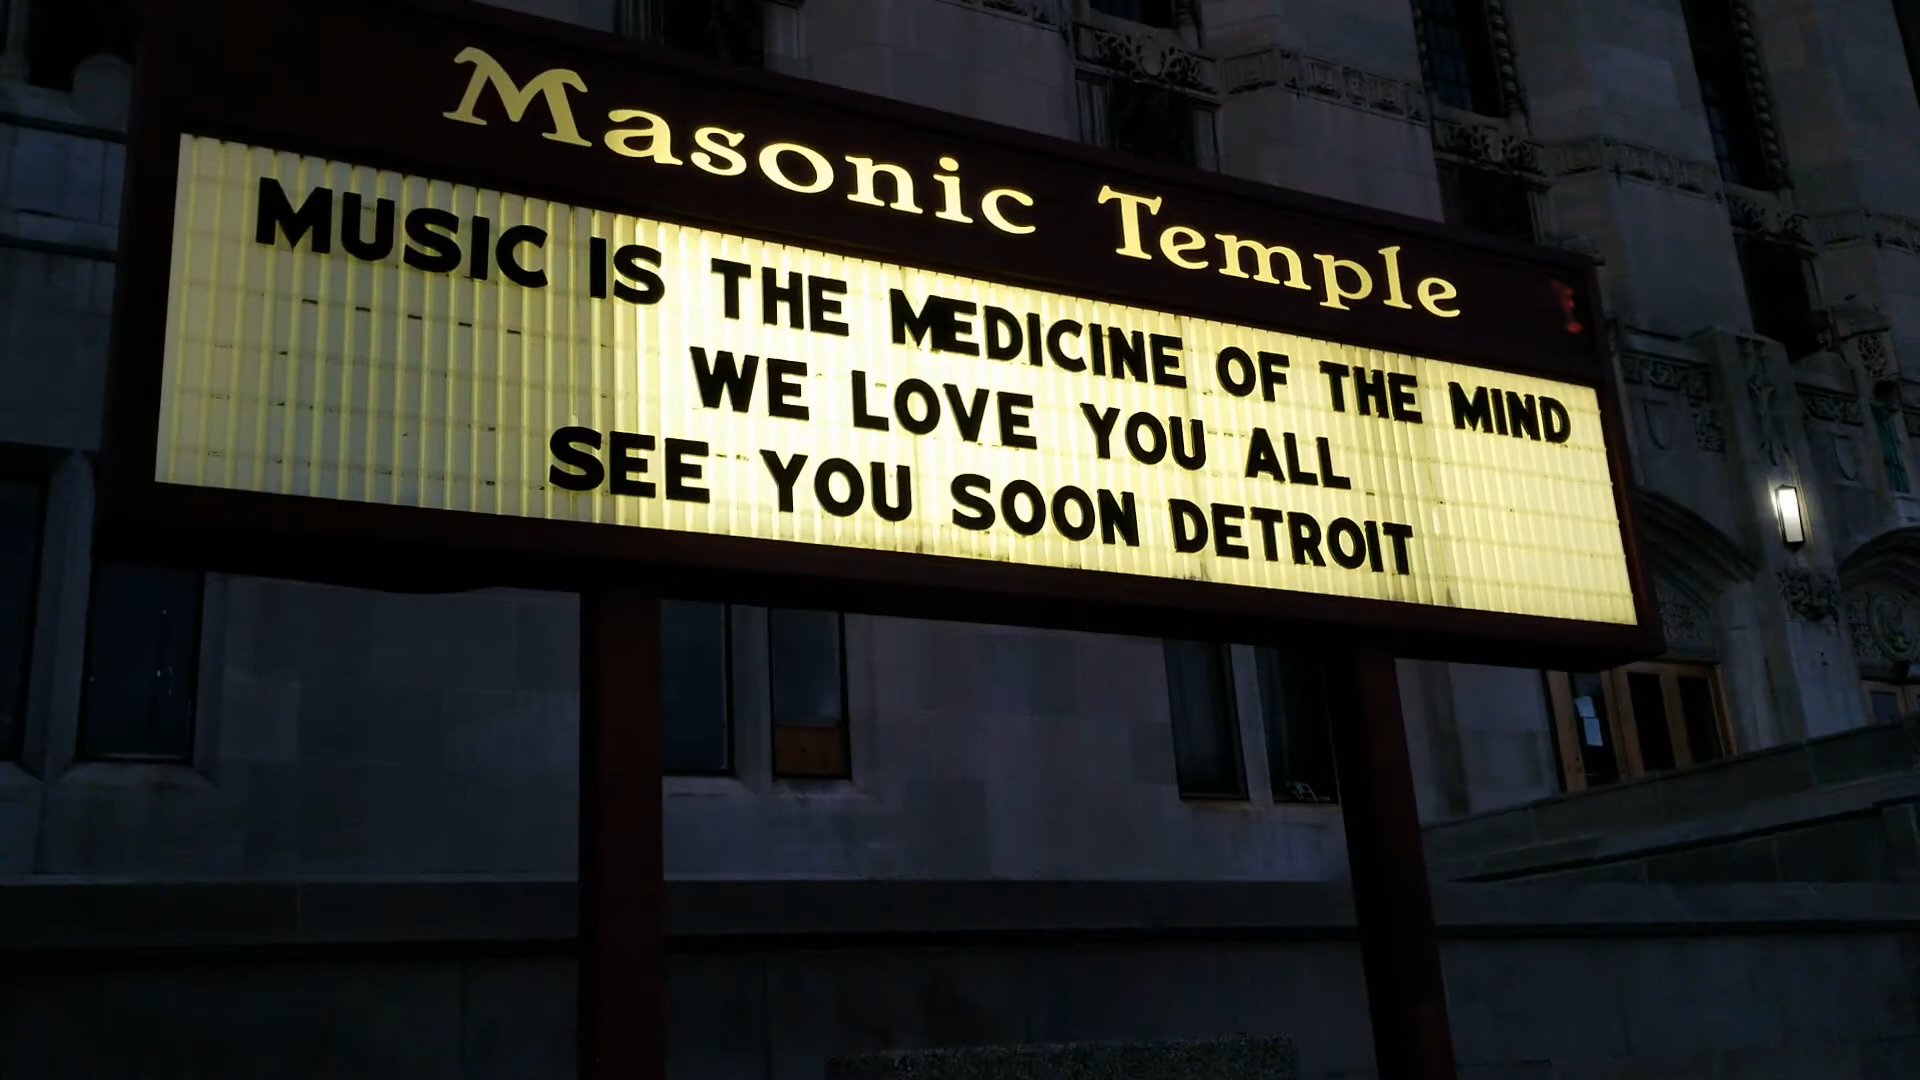 Masonic Temple
MUSIC IS THE MEDICINE OF THE MIND
WE LOVE YOU ALL
SEE YOU SOON DETROIT